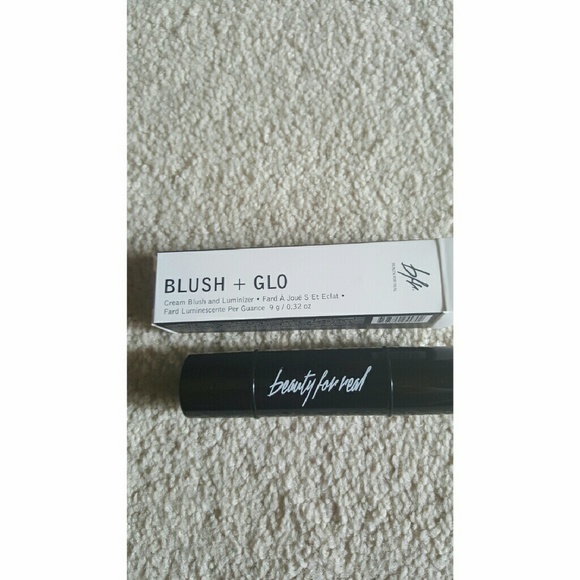 BLUSH + GLO
Cream Blush and Luminizer • Fard A Joué S Et Eclat •
Fard Luminescente Per Guance 9 g / 0.32 oz
bfr
beauty for real